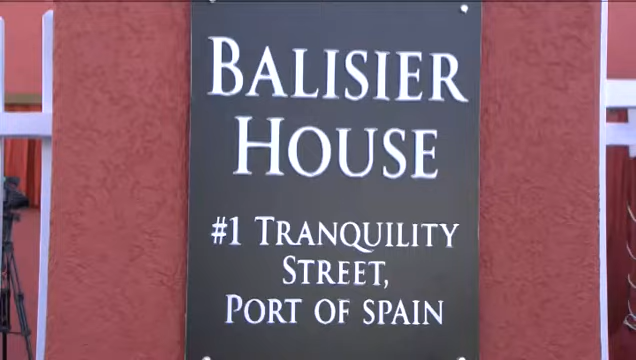 BALISIER
HOUSE
#1 TRANQUILITY
STREET,
PORT OF SPAIN